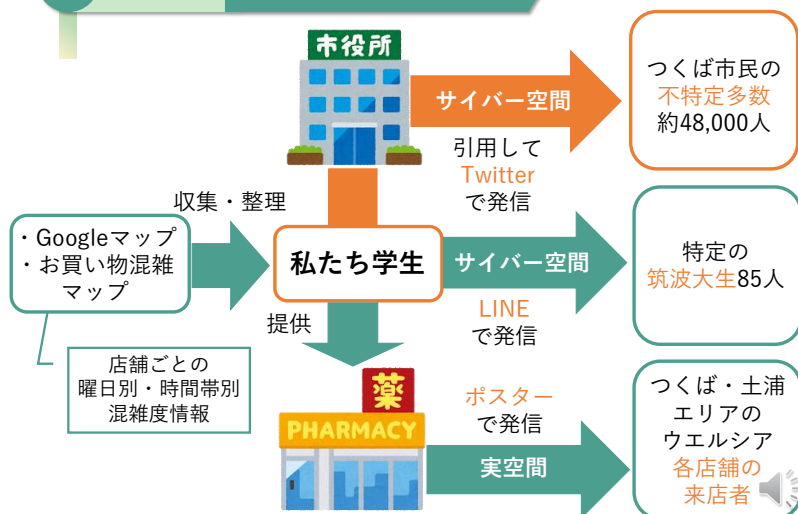 市役所
サイバー空間
つくば市民の
不特定多数
約48,000人
引用して
Twitter
で発信
収集・整理
・Googleマップ
・お買い物混雑
マップ
私たち学生
サイバー空間
特定の
筑波大生85人
LINE
で発信
提供
店舗ごとの
曜日別・時間帯別
混雑度情報
薬
PHARMACY
ポスター
で発信
実空間
つくば・土浦
エリアの
ウエルシア
各店舗の
来店者